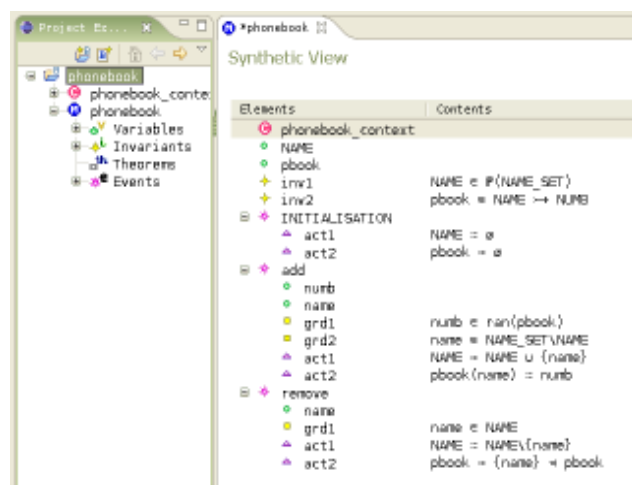 Project Ex...
phonebook
phonebook_contex
phonebook
Variables
Invariants
Theorems
Events
*phonebook
Synthetic View
Elements Contents
phonebook_context
NAME
pbook
inv1 NAME ∈ ℙ(NAME_SET)
inv2 pbook ∈ NAME ↣ NUMB
INITIALISATION
act1 NAME ≔ ∅
act2 pbook ≔ ∅
add
numb
name
grd1 numb ∈ ran(pbook)
grd2 name ∈ NAME_SET\NAME
act1 NAME ≔ NAME ∪ {name}
act2 pbook(name) ≔ numb
remove
name
grd1 name ∈ NAME
act1 NAME ≔ NAME\{name}
act2 pbook ≔ {name} ⩤ pbook